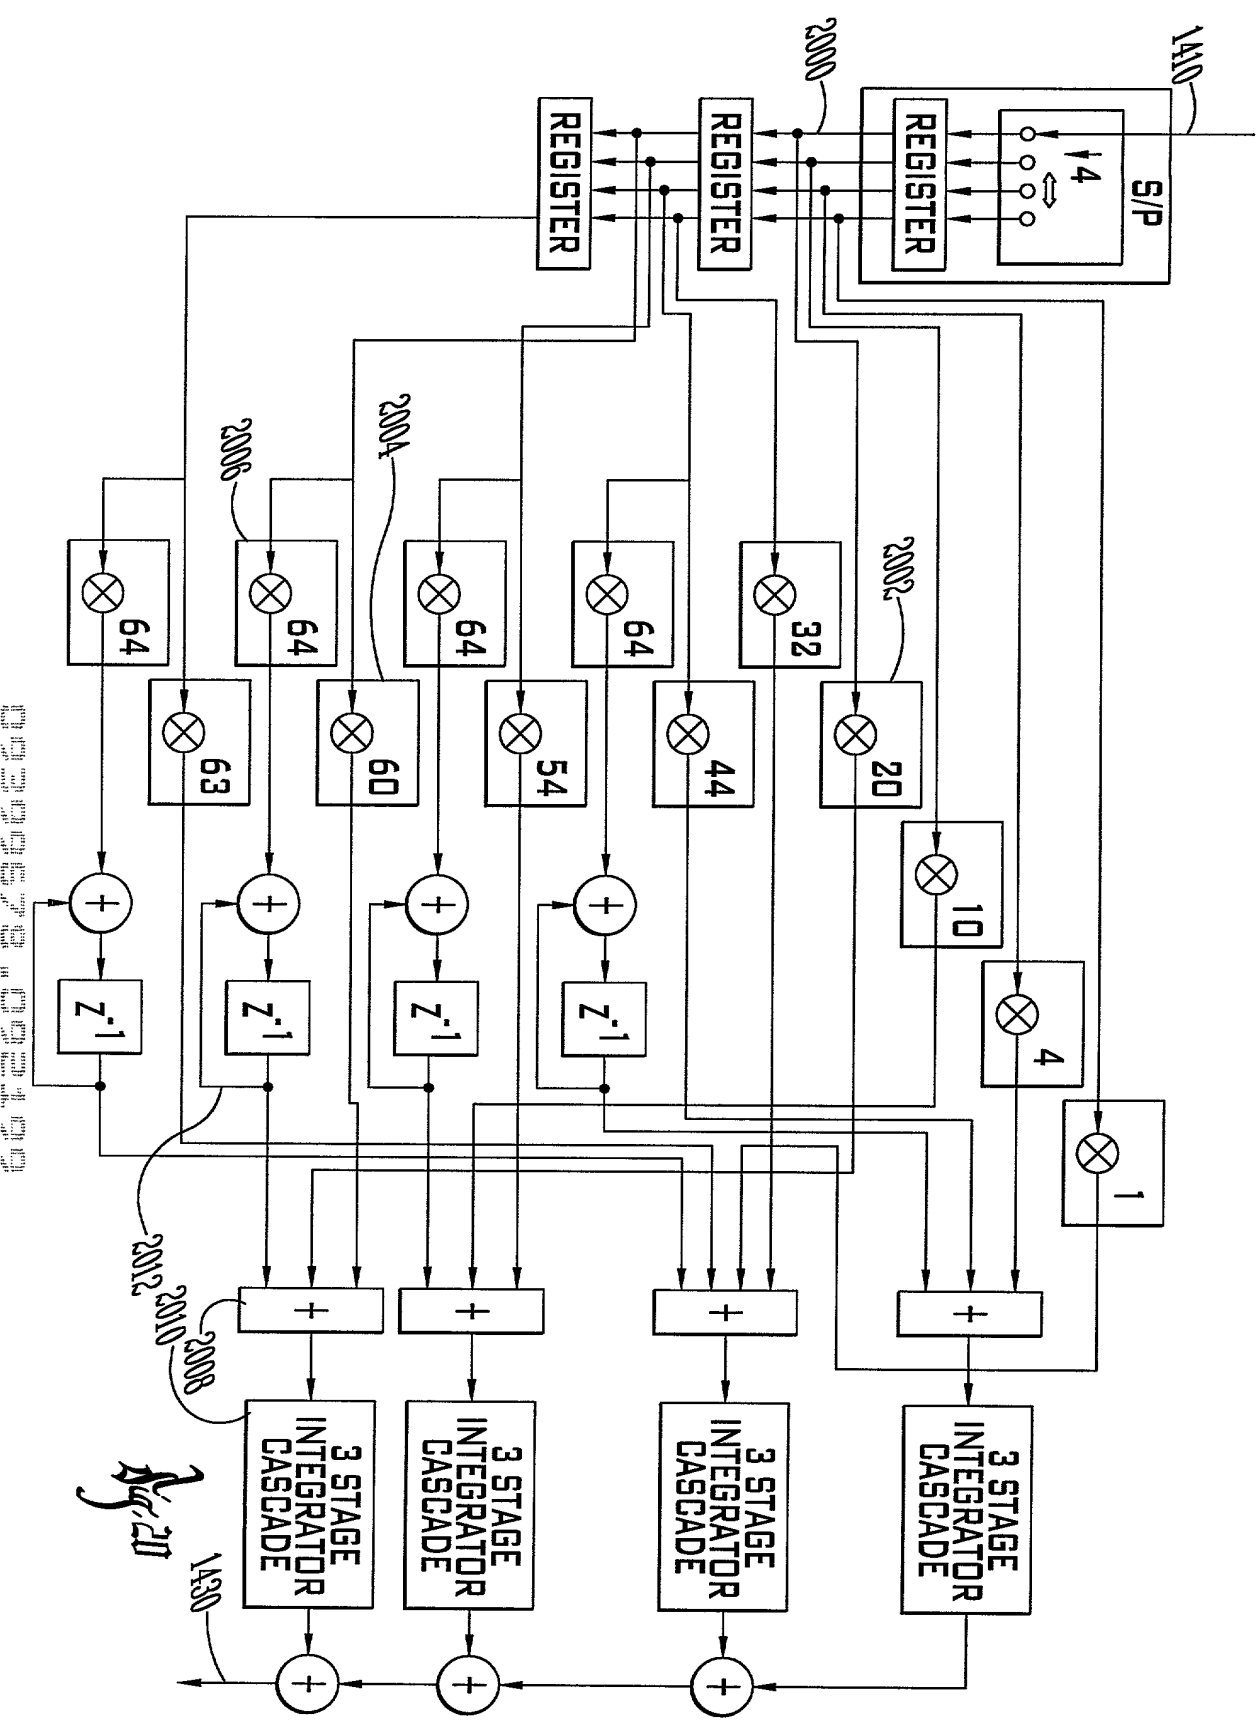 1410
S/P
4
REGISTER
2000
REGISTER
REGISTER
1
4
10
2002
20
32
44
64
54
64
2004
60
2006
64
63
64
+
Z-1
+
Z-1
+
Z-1
+
Z-1
2012
+
+
+
+
2008
2010
3 STAGE
INTEGRATOR
CASCADE
3 STAGE
INTEGRATOR
CASCADE
3 STAGE
INTEGRATOR
CASCADE
3 STAGE
INTEGRATOR
CASCADE
+
+
+
1430
Fig. 20